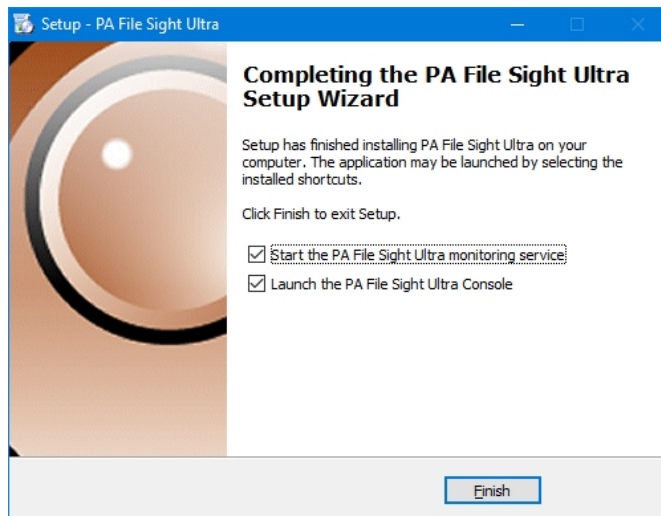 Setup - PA File Sight Ultra
Completing the PA File Sight Ultra
Setup Wizard
Setup has finished installing PA File Sight Ultra on your
computer. The application may be launched by selecting the
installed shortcuts.
Click Finish to exit Setup.
Start the PA File Sight Ultra monitoring service
Launch the PA File Sight Ultra Console
Finish